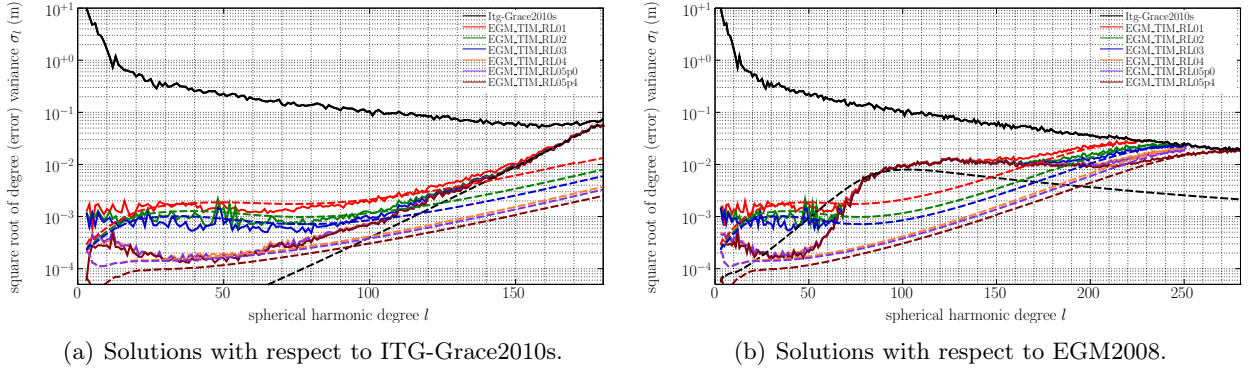 square root of degree (error) variance σ_l (m)
10^1
10^+0
10^−1
10^−2
10^−3
10^−4
0
50
100
150
spherical harmonic degree l
Itg-Grace2010s
EGM_TIM_RL01
EGM_TIM_RL02
EGM_TIM_RL03
EGM_TIM_RL04
EGM_TIM_RL05p0
EGM_TIM_RL05p4
(a) Solutions with respect to ITG-Grace2010s.
square root of degree (error) variance σ_l (m)
10^1
10^+0
10^−1
10^−2
10^−3
10^−4
0
50
100
150
200
250
spherical harmonic degree l
Itg-Grace2010s
EGM_TIM_RL01
EGM_TIM_RL02
EGM_TIM_RL03
EGM_TIM_RL04
EGM_TIM_RL05p0
EGM_TIM_RL05p4
(b) Solutions with respect to EGM2008.